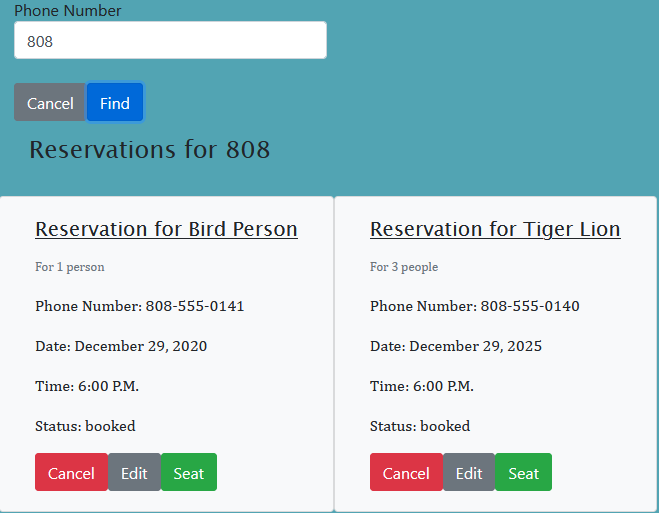 Phone Number
808
Cancel Find
Reservations for 808
Reservation for Bird Person
For 1 person
Phone Number: 808-555-0141
Date: December 29, 2020
Time: 6:00 P.M.
Status: booked
Cancel Edit Seat
Reservation for Tiger Lion
For 3 people
Phone Number: 808-555-0140
Date: December 29, 2025
Time: 6:00 P.M.
Status: booked
Cancel Edit Seat